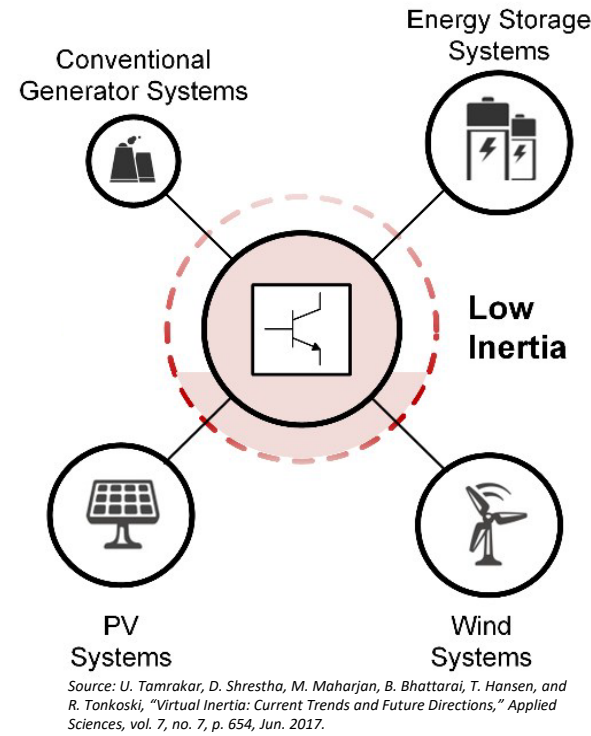 Energy Storage
Systems
Conventional
Generator Systems
Low
Inertia
PV
Systems
Wind
Systems
Source: U. Tamrakar, D. Shrestha, M. Maharjan, B. Bhattarai, T. Hansen, and
R. Tonkoski, “Virtual Inertia: Current Trends and Future Directions,” Applied
Sciences, vol. 7, no. 7, p. 654, Jun. 2017.